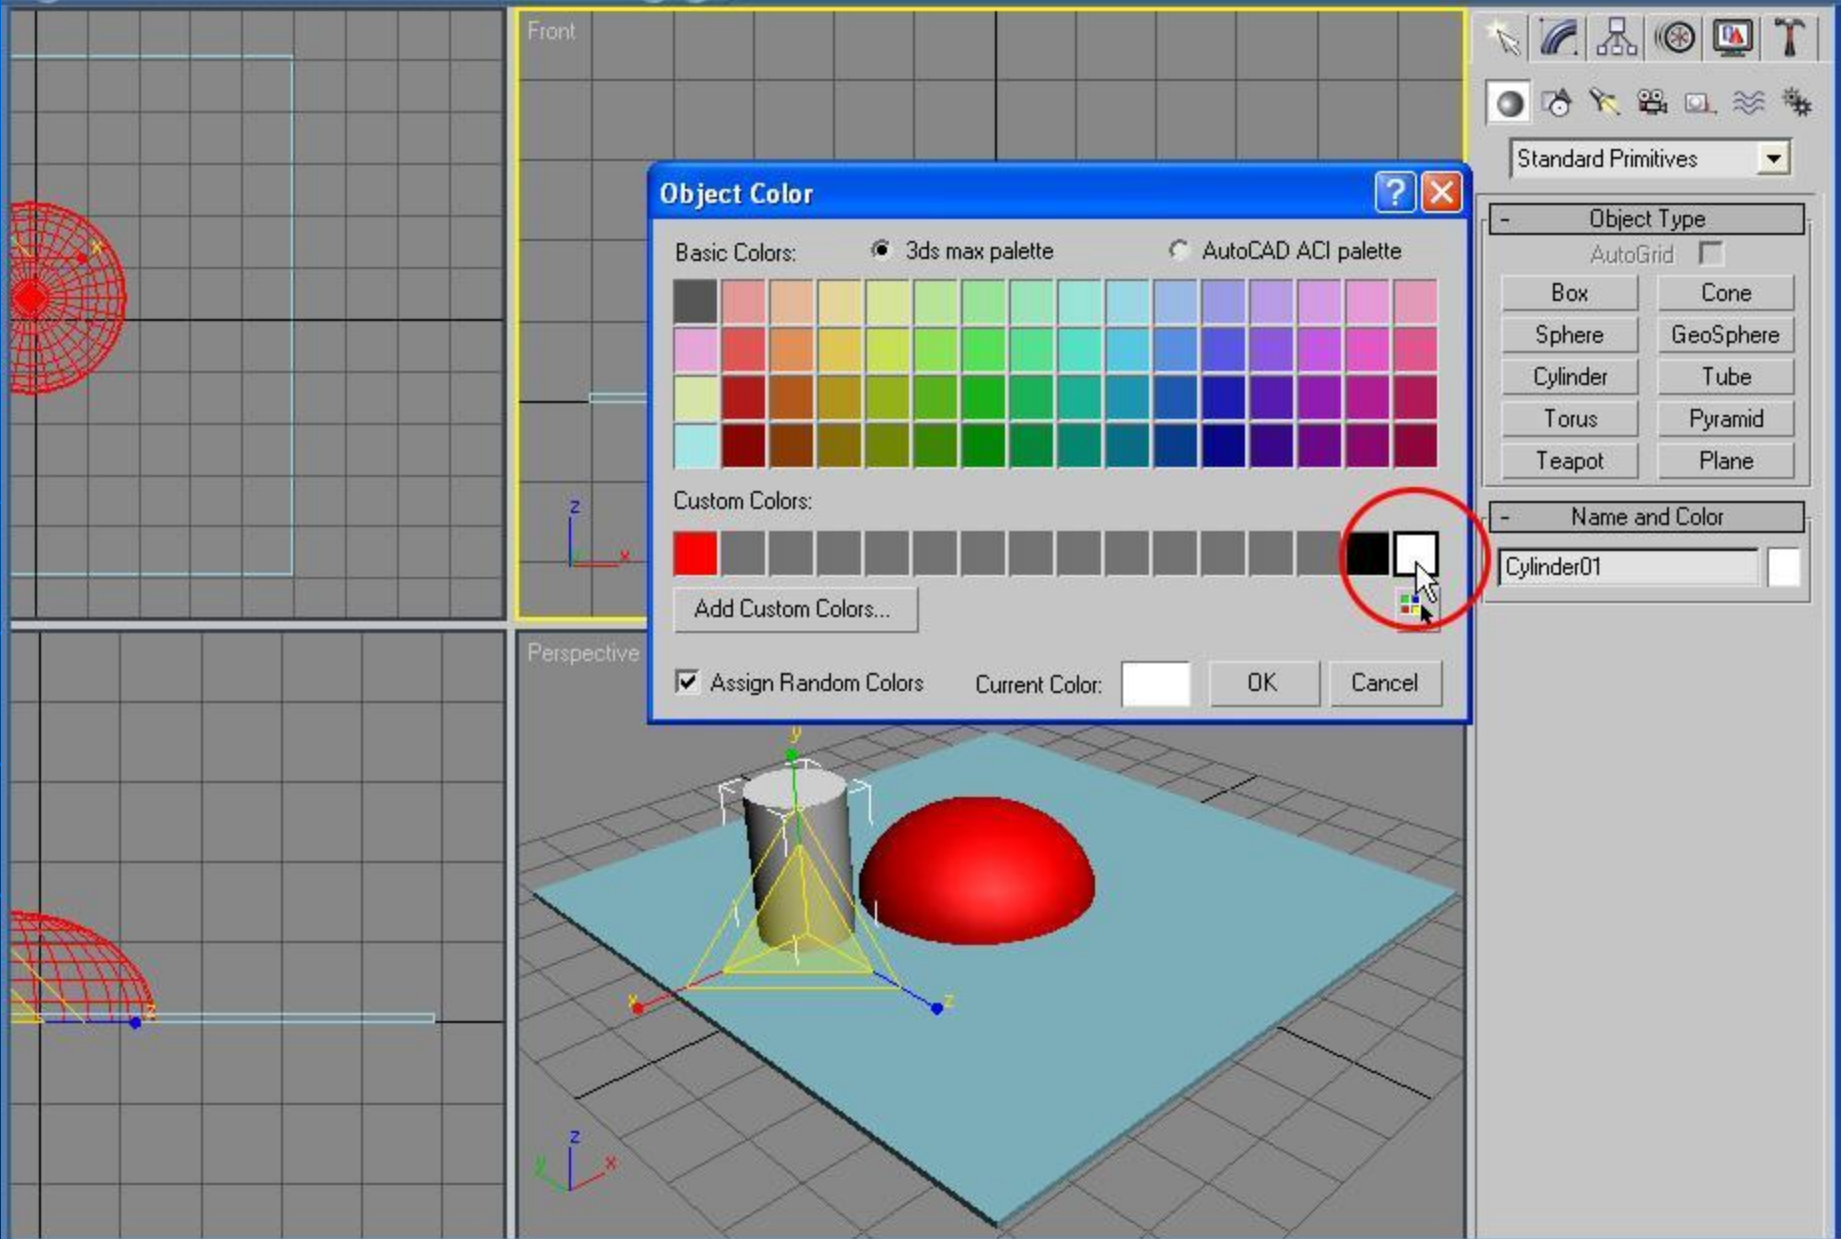 Front
Standard Primitives
Object Color
?
- Object Type
Basic Colors: 3ds max palette AutoCAD ACI palette
AutoGrid
Box Cone
Sphere GeoSphere
Cylinder Tube
Torus Pyramid
Teapot Plane
Custom Colors:
- Name and Color
Cylinder01
Add Custom Colors...
Assign Random Colors Current Color: OK Cancel
x
z
x
Perspective
y
x
z
z
z
y
x